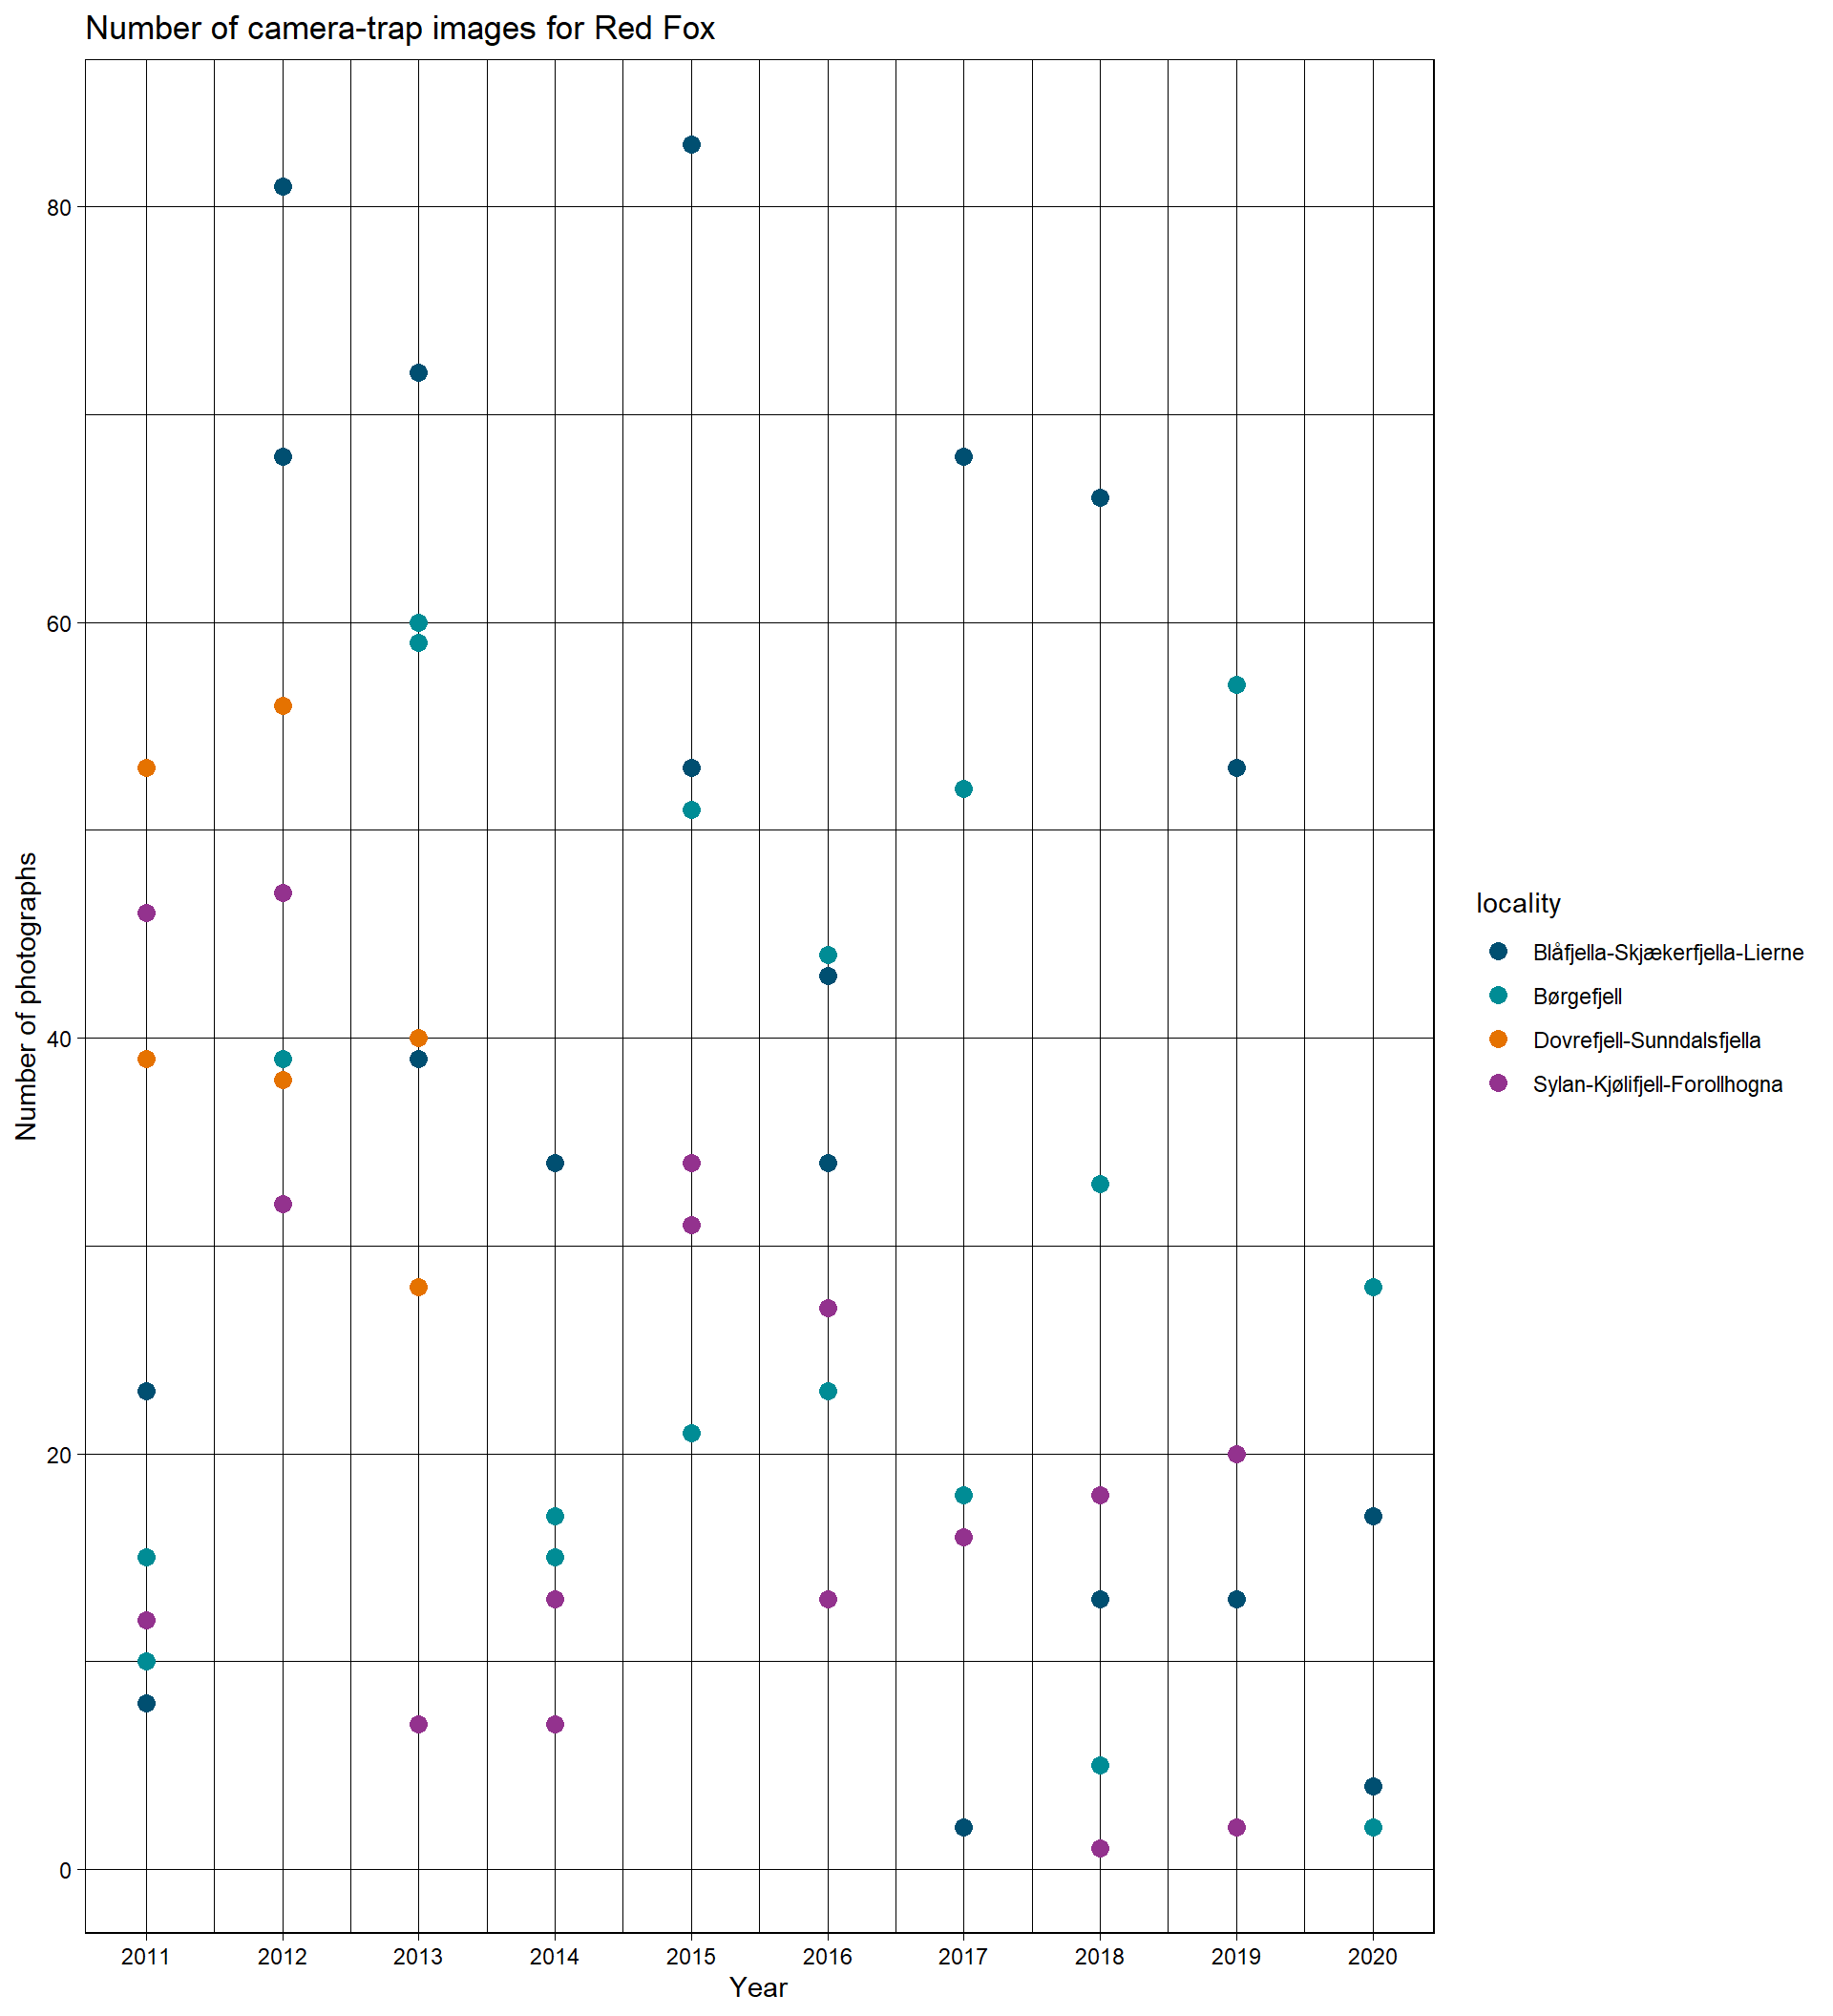 Number of camera-trap images for Red Fox
Number of photographs
80
60
40
20
0
2011 2012 2013 2014 2015 2016 2017 2018 2019 2020
Year
locality
Blåfjella-Skjækerfjella-Lierne
Børgefjell
Dovrefjell-Sunndalsfjella
Sylan-Kjølifjell-Forollhogna